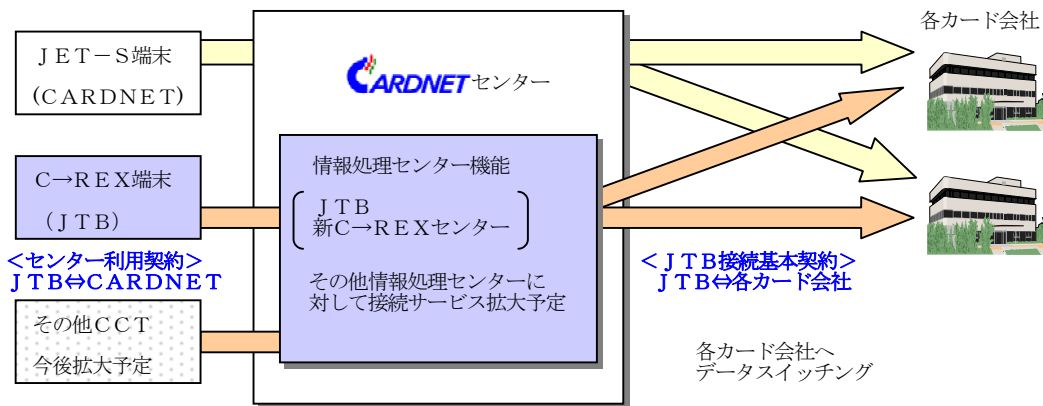 JET－S端末
(CARDNET)
C→REX端末
(JTB)
＜センター利用契約＞
JTB⇔CARDNET
その他CCT
今後拡大予定
CARDNETセンター
情報処理センター機能
JTB
新C→REXセンター
その他情報処理センターに
対して接続サービス拡大予定
各カード会社
＜JTB接続基本契約＞
JTB⇔各カード会社
各カード会社へ
データスイッチング